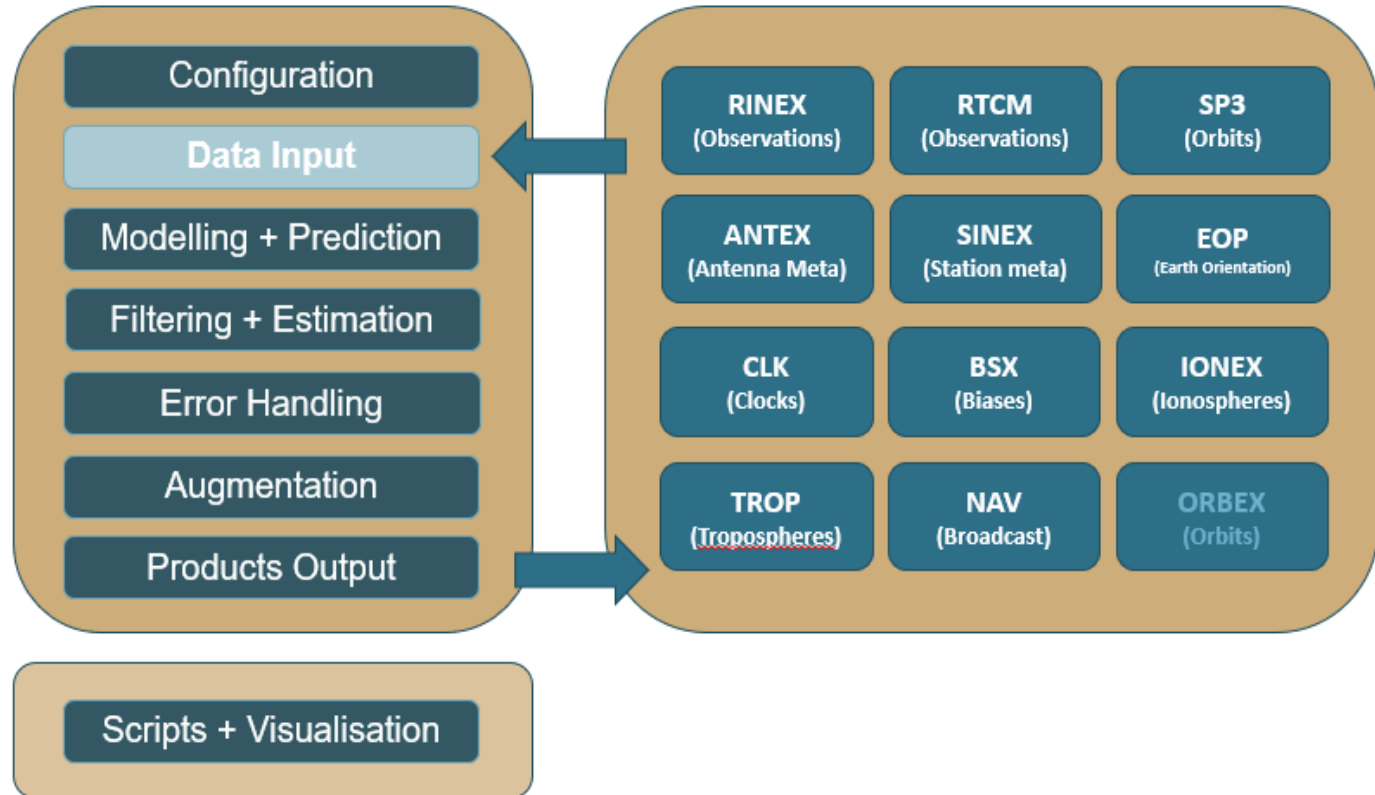 Configuration
Data Input
Modelling + Prediction
Filtering + Estimation
Error Handling
Augmentation
Products Output
Scripts + Visualisation
RINEX
(Observations)
RTCM
(Observations)
SP3
(Orbits)
ANTEX
(Antenna Meta)
SINEX
(Station meta)
EOP
(Earth Orientation)
CLK
(Clocks)
BSX
(Biases)
IONEX
(Ionospheres)
TROP
(Tropospheres)
NAV
(Broadcast)
ORBEX
(Orbits)